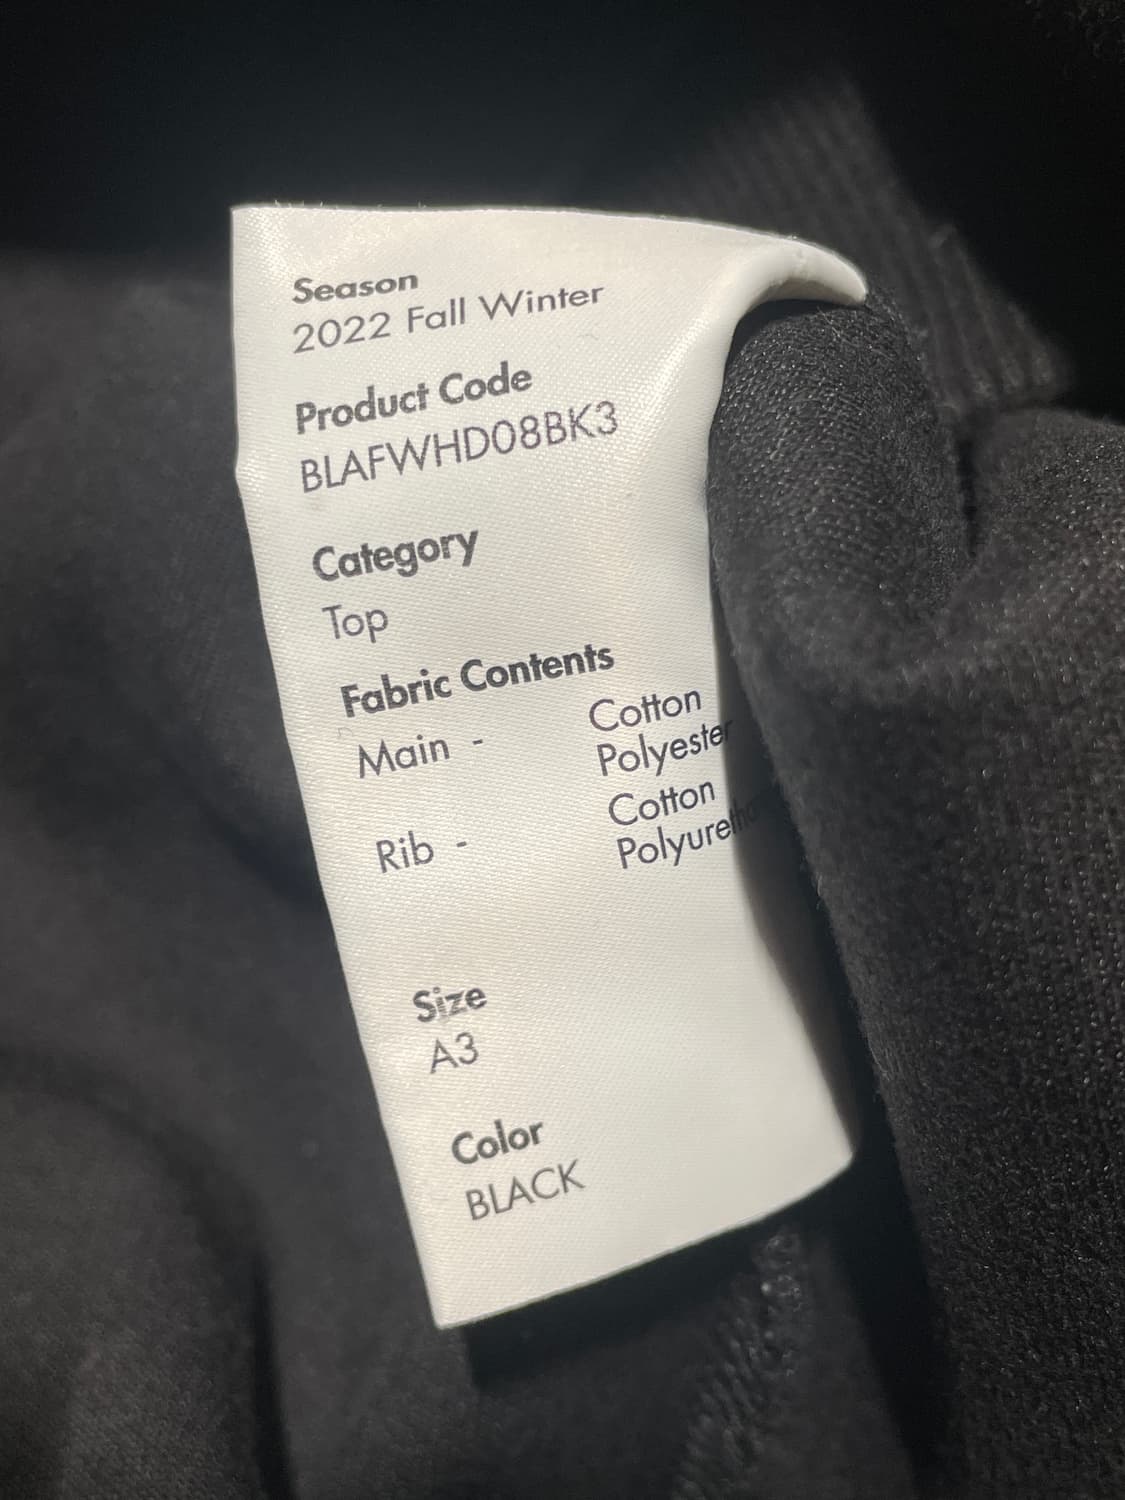 Season
2022 Fall Winter
Product Code
BLAFWHD08BK3
Category
Top
Fabric Contents
Main - Cotton
Polyester
Cotton
Rib - Polyuretha
Size
A3
Color
BLACK